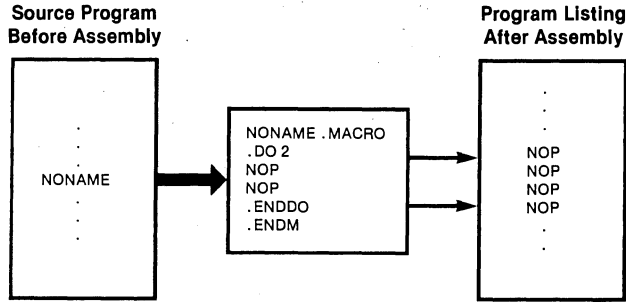 Source Program
Before Assembly
Program Listing
After Assembly
NONAME
NONAME .MACRO
.DO 2
NOP
NOP
.ENDDO
.ENDM
NOP
NOP
NOP
NOP